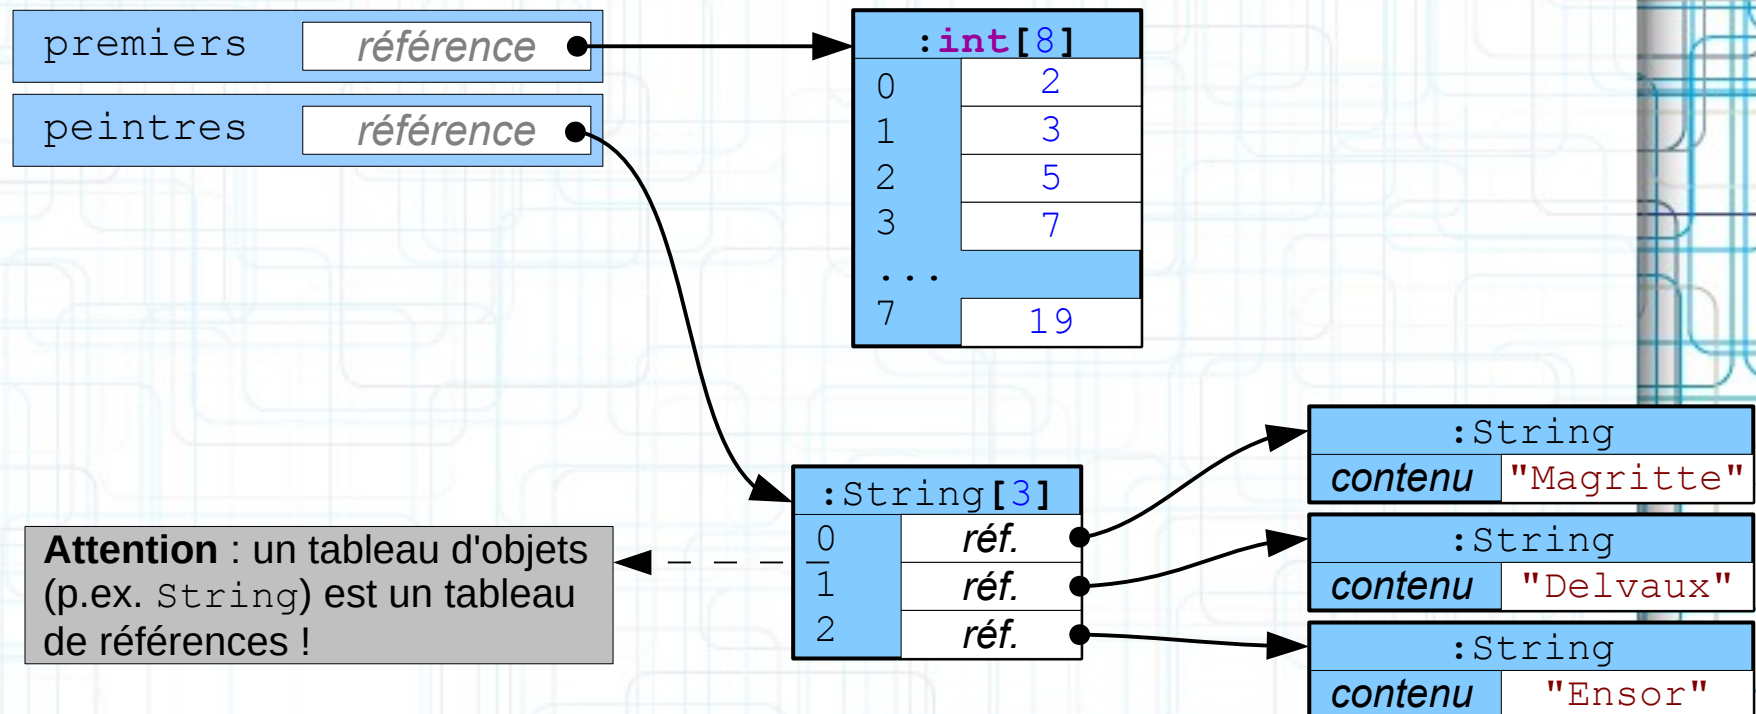 premiers référence
peintres référence
:int[8]
0 2
1 3
2 5
3 7
...
7 19
:String[3]
0 réf.
1 réf.
2 réf.
:String
contenu "Magritte"
:String
contenu "Delvaux"
:String
contenu "Ensor"
Attention : un tableau d'objets
(p.ex. String) est un tableau
de références !